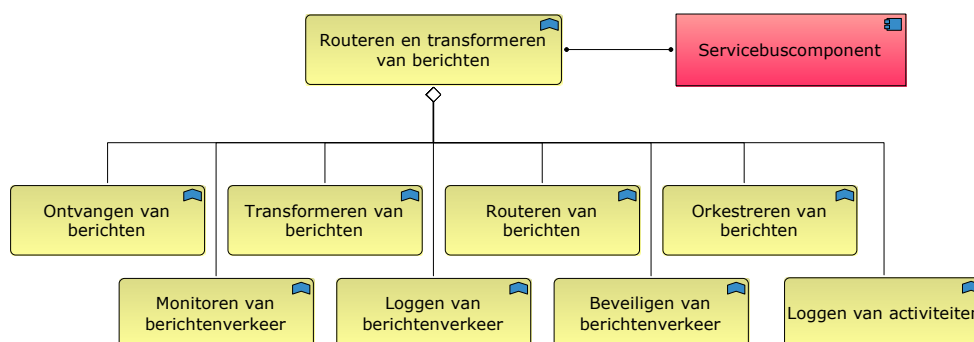 Routeren en transformeren
van berichten
Servicebuscomponent
Ontvangen van
berichten
Transformeren van
berichten
Routeren van
berichten
Orkestreren van
berichten
Monitoren van
berichtenverkeer
Loggen van
berichtenverkeer
Beveiligen van
berichtenverkeer
Loggen van activiteiten